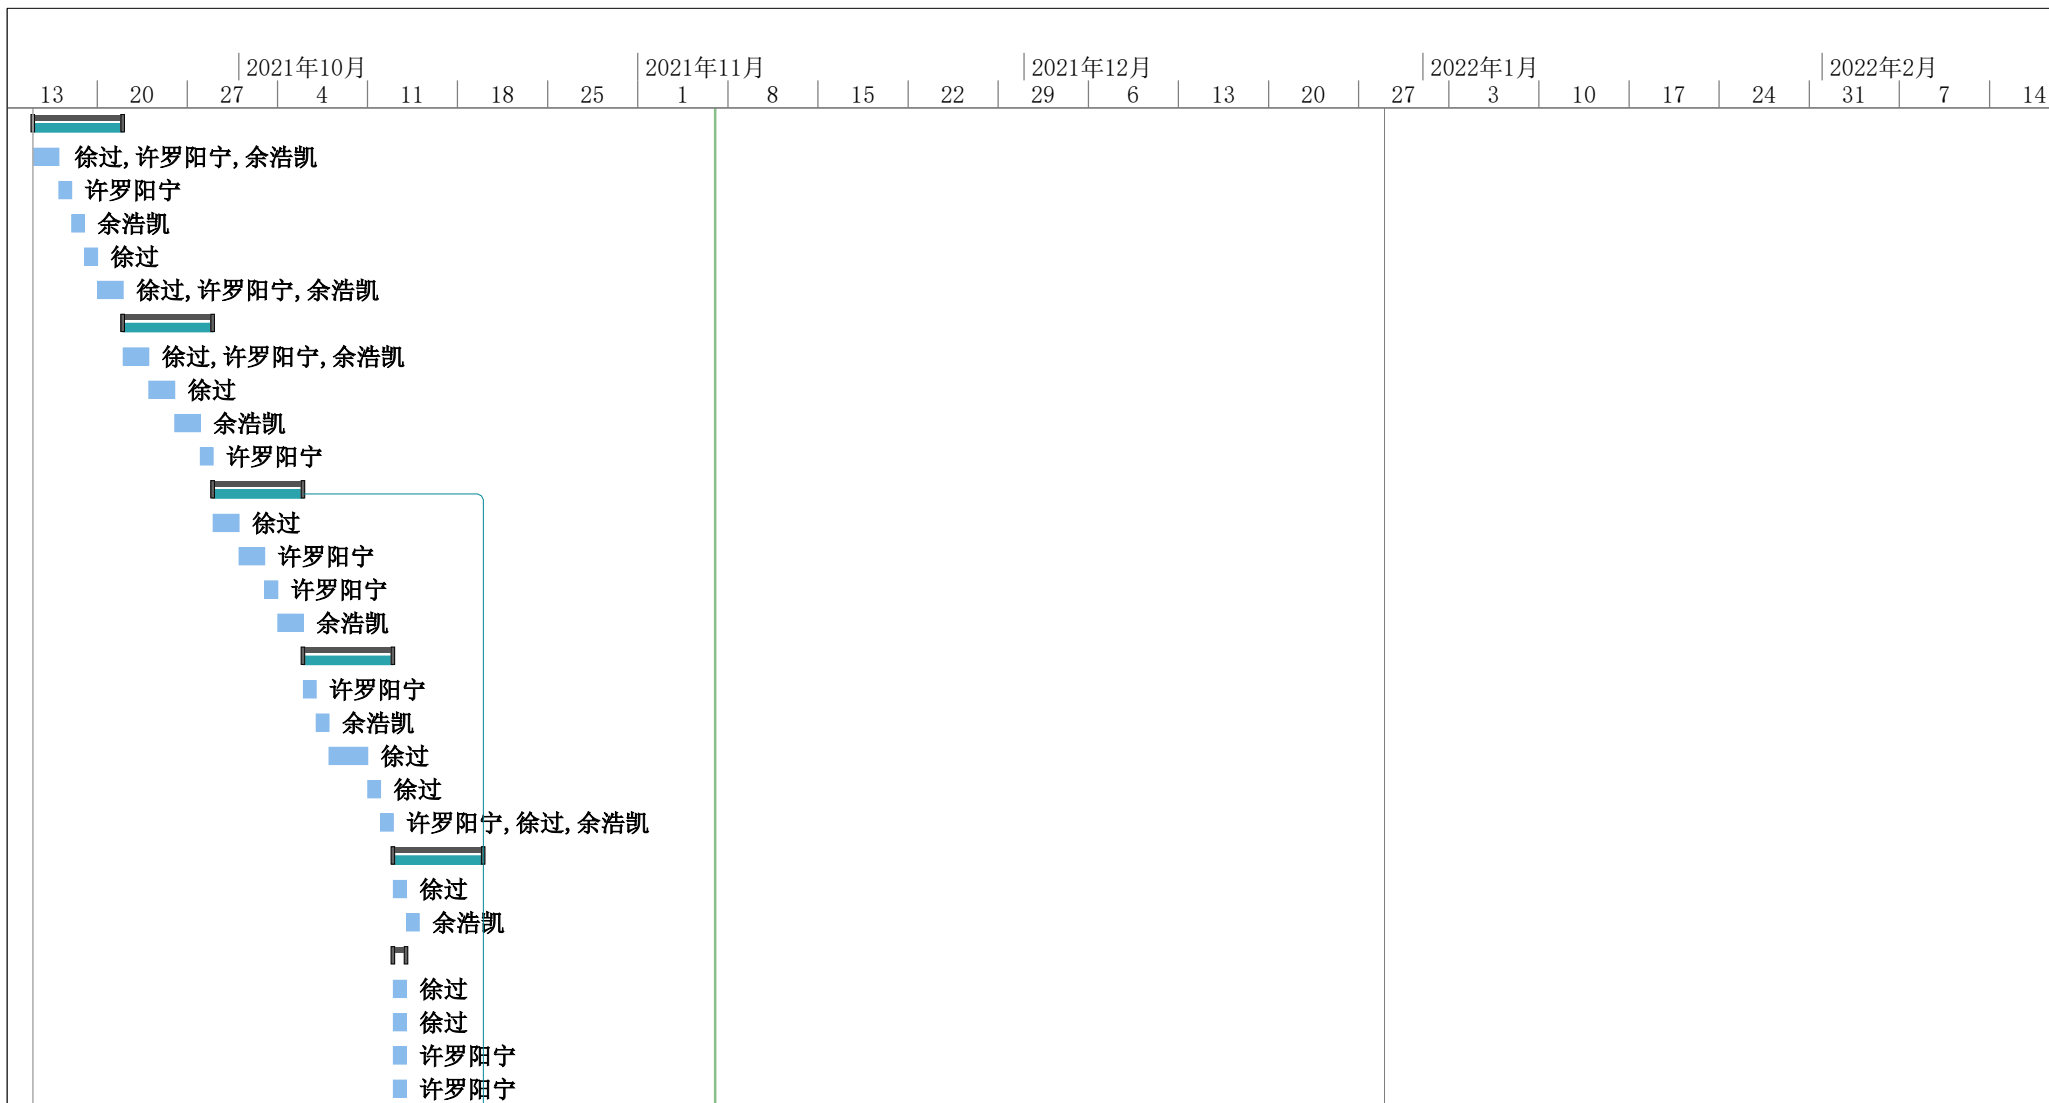 2021年10月 2021年11月 2021年12月 2022年1月 2022年2月
13 20 27 4 11 18 25 1 8 15 22 29 6 13 20 27 3 10 17 24 31 7 14
徐过, 许罗阳宁, 余浩凯
许罗阳宁
余浩凯
徐过
徐过, 许罗阳宁, 余浩凯
徐过, 许罗阳宁, 余浩凯
徐过
余浩凯
许罗阳宁
徐过
许罗阳宁
许罗阳宁
余浩凯
许罗阳宁
余浩凯
徐过
徐过
许罗阳宁, 徐过, 余浩凯
徐过
余浩凯
徐过
徐过
许罗阳宁
许罗阳宁